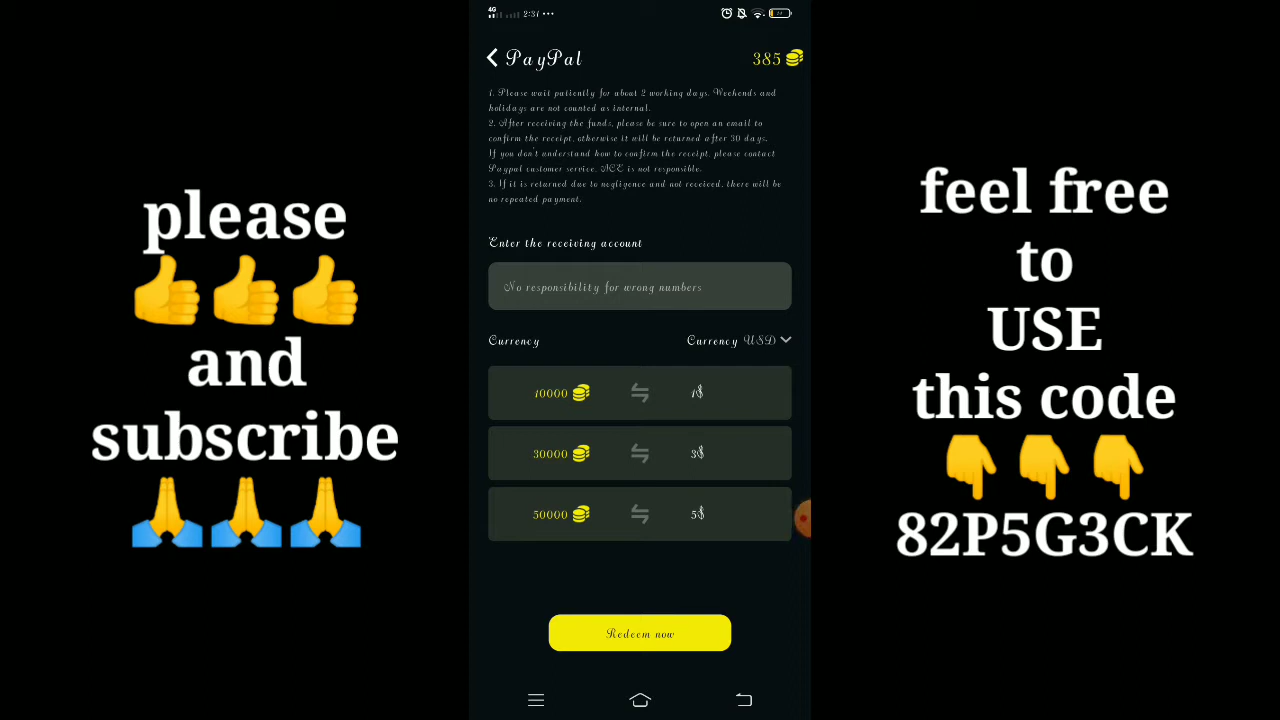 please
👍👍👍
and
subscribe
🙏🙏🙏
4G
2:37 •••
PayPal
385
1. Please wait patiently for about 2 working days. Weekends and
holidays are not counted as internal.
2. After receiving the funds, please be sure to open an email to
confirm the receipt, otherwise it will be returned after 30 days.
If you don't understand how to confirm the receipt, please contact
Paypal customer service. ACE is not responsible.
3. If it is returned due to negligence and not received, there will be
no repeated payment.
Enter the receiving account
No responsibility for wrong numbers
Currency
Currency USD
10000 1$
30000 3$
50000 5$
Redeem now
feel free
to
USE
this code
👇👇👇
82P5G3CK